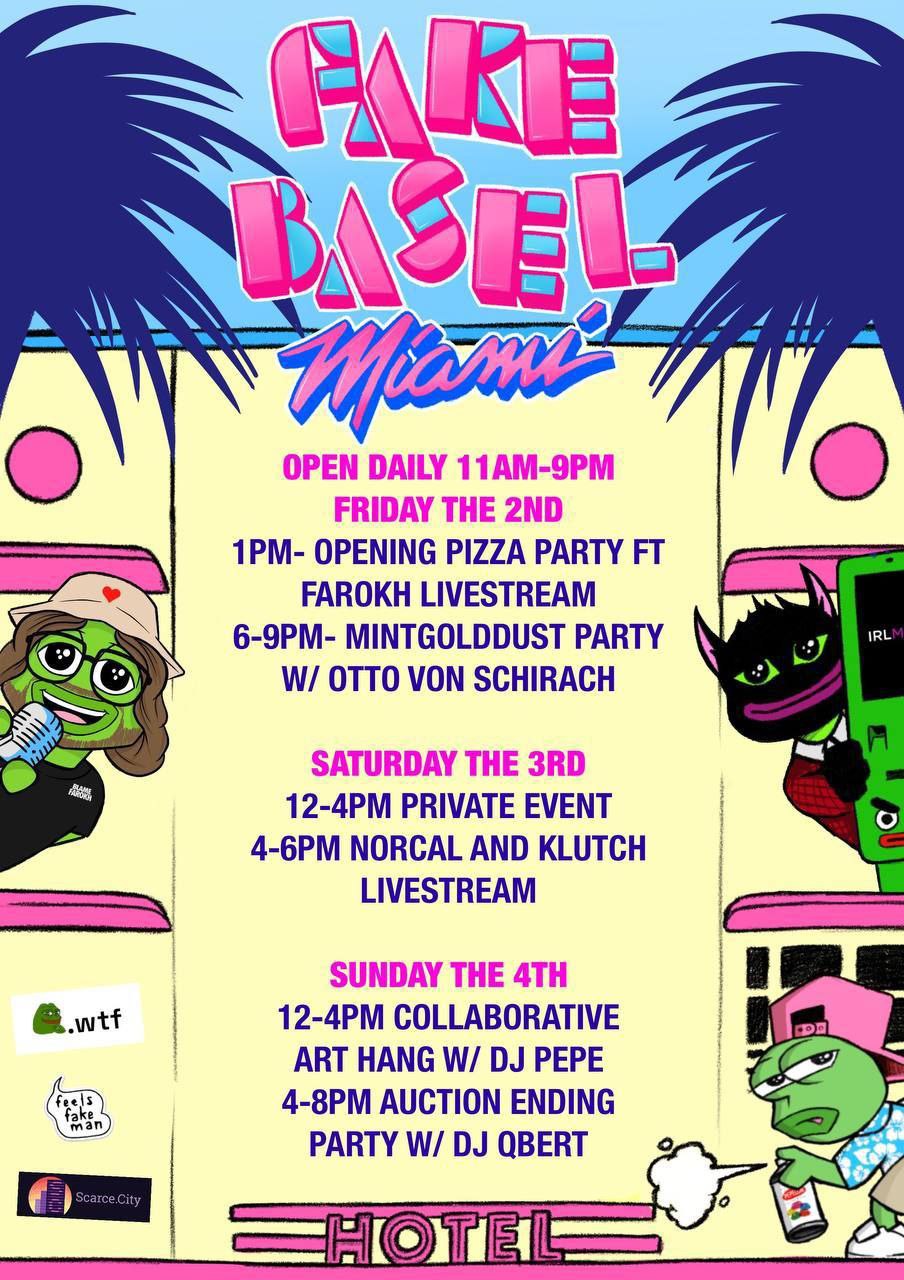 FAKE
BASEL
Miami
OPEN DAILY 11AM-9PM
FRIDAY THE 2ND
1PM- OPENING PIZZA PARTY FT
FAROKH LIVESTREAM
6-9PM- MINTGOLDDUST PARTY
W/ OTTO VON SCHIRACH
SATURDAY THE 3RD
12-4PM PRIVATE EVENT
4-6PM NORCAL AND KLUTCH
LIVESTREAM
SUNDAY THE 4TH
12-4PM COLLABORATIVE
ART HANG W/ DJ PEPE
4-8PM AUCTION ENDING
PARTY W/ DJ QBERT
IRLM
BLAME
FAROKH
.wtf
feels
fake
man
Scarce.City
HOTEL